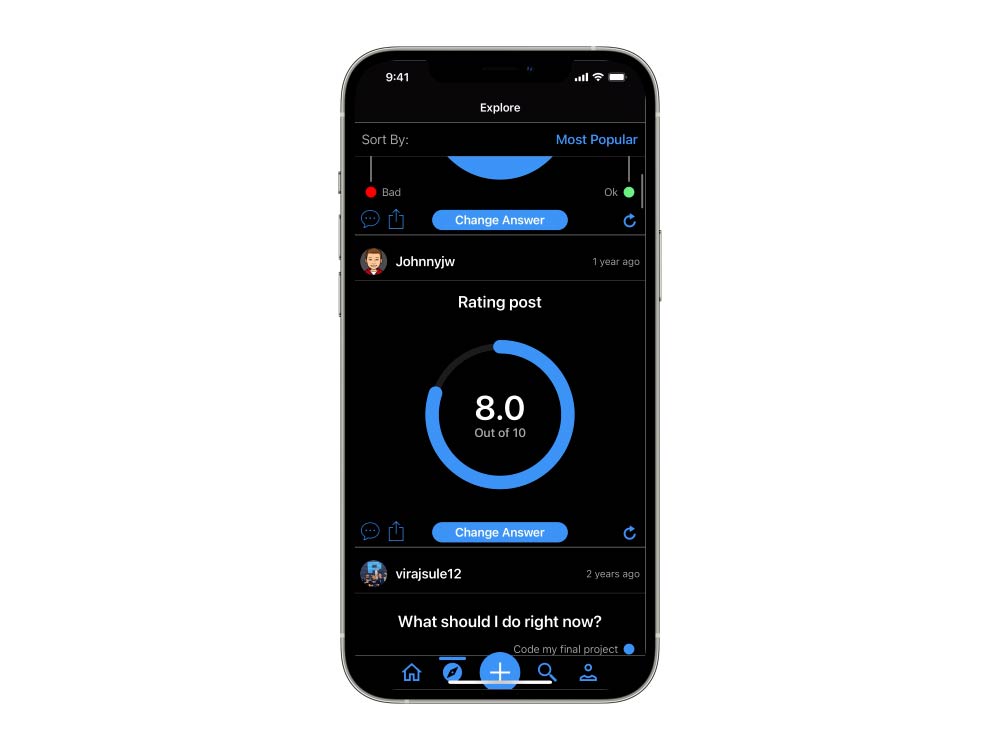 9:41
Explore
Sort By: Most Popular
Bad Ok
Change Answer
Johnnyjw 1 year ago
Rating post
8.0
Out of 10
Change Answer
virajsule12 2 years ago
What should I do right now?
Code my final project